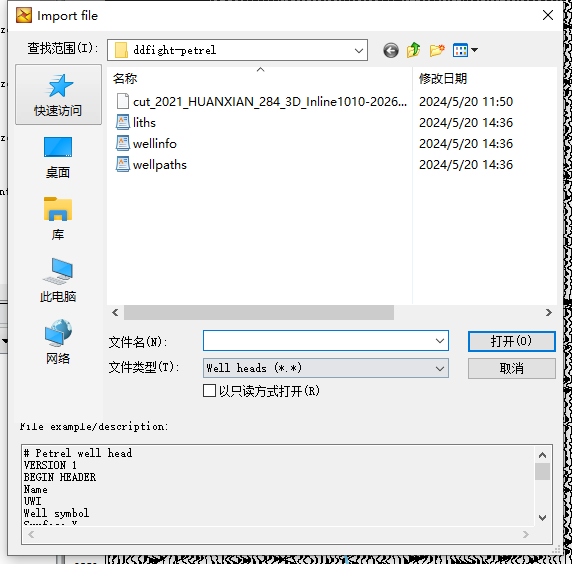 Import file
查找范围(I):
ddfight-petrel
名称
修改日期
cut_2021_HUANXIAN_284_3D_Inline1010-2026...
2024/5/20 11:50
liths
2024/5/20 14:36
wellinfo
2024/5/20 14:36
wellpaths
2024/5/20 14:36
快速访问
桌面
库
此电脑
网络
文件名(N):
打开(O)
文件类型(T):
Well heads (*.*)
取消
以只读方式打开(R)
File example/description:
# Petrel well head
VERSION 1
BEGIN HEADER
Name
UWI
Well symbol
Surface X